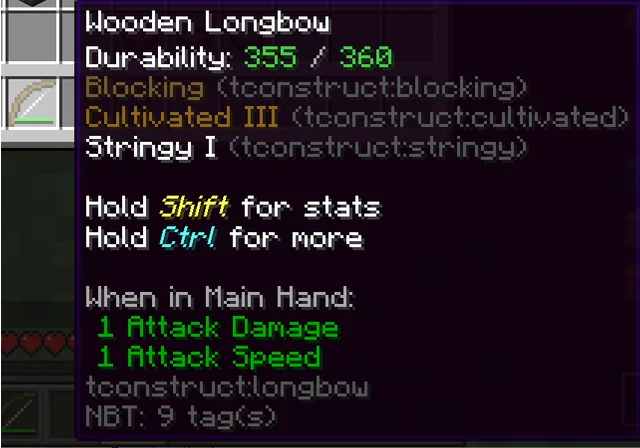 Wooden Longbow
Durability: 355 / 360
Blocking (tconstruct:blocking)
Cultivated III (tconstruct:cultivated)
Stringy I (tconstruct:stringy)
Hold Shift for stats
Hold Ctrl for more
When in Main Hand:
1 Attack Damage
1 Attack Speed
tconstruct:longbow
NBT: 9 tag(s)